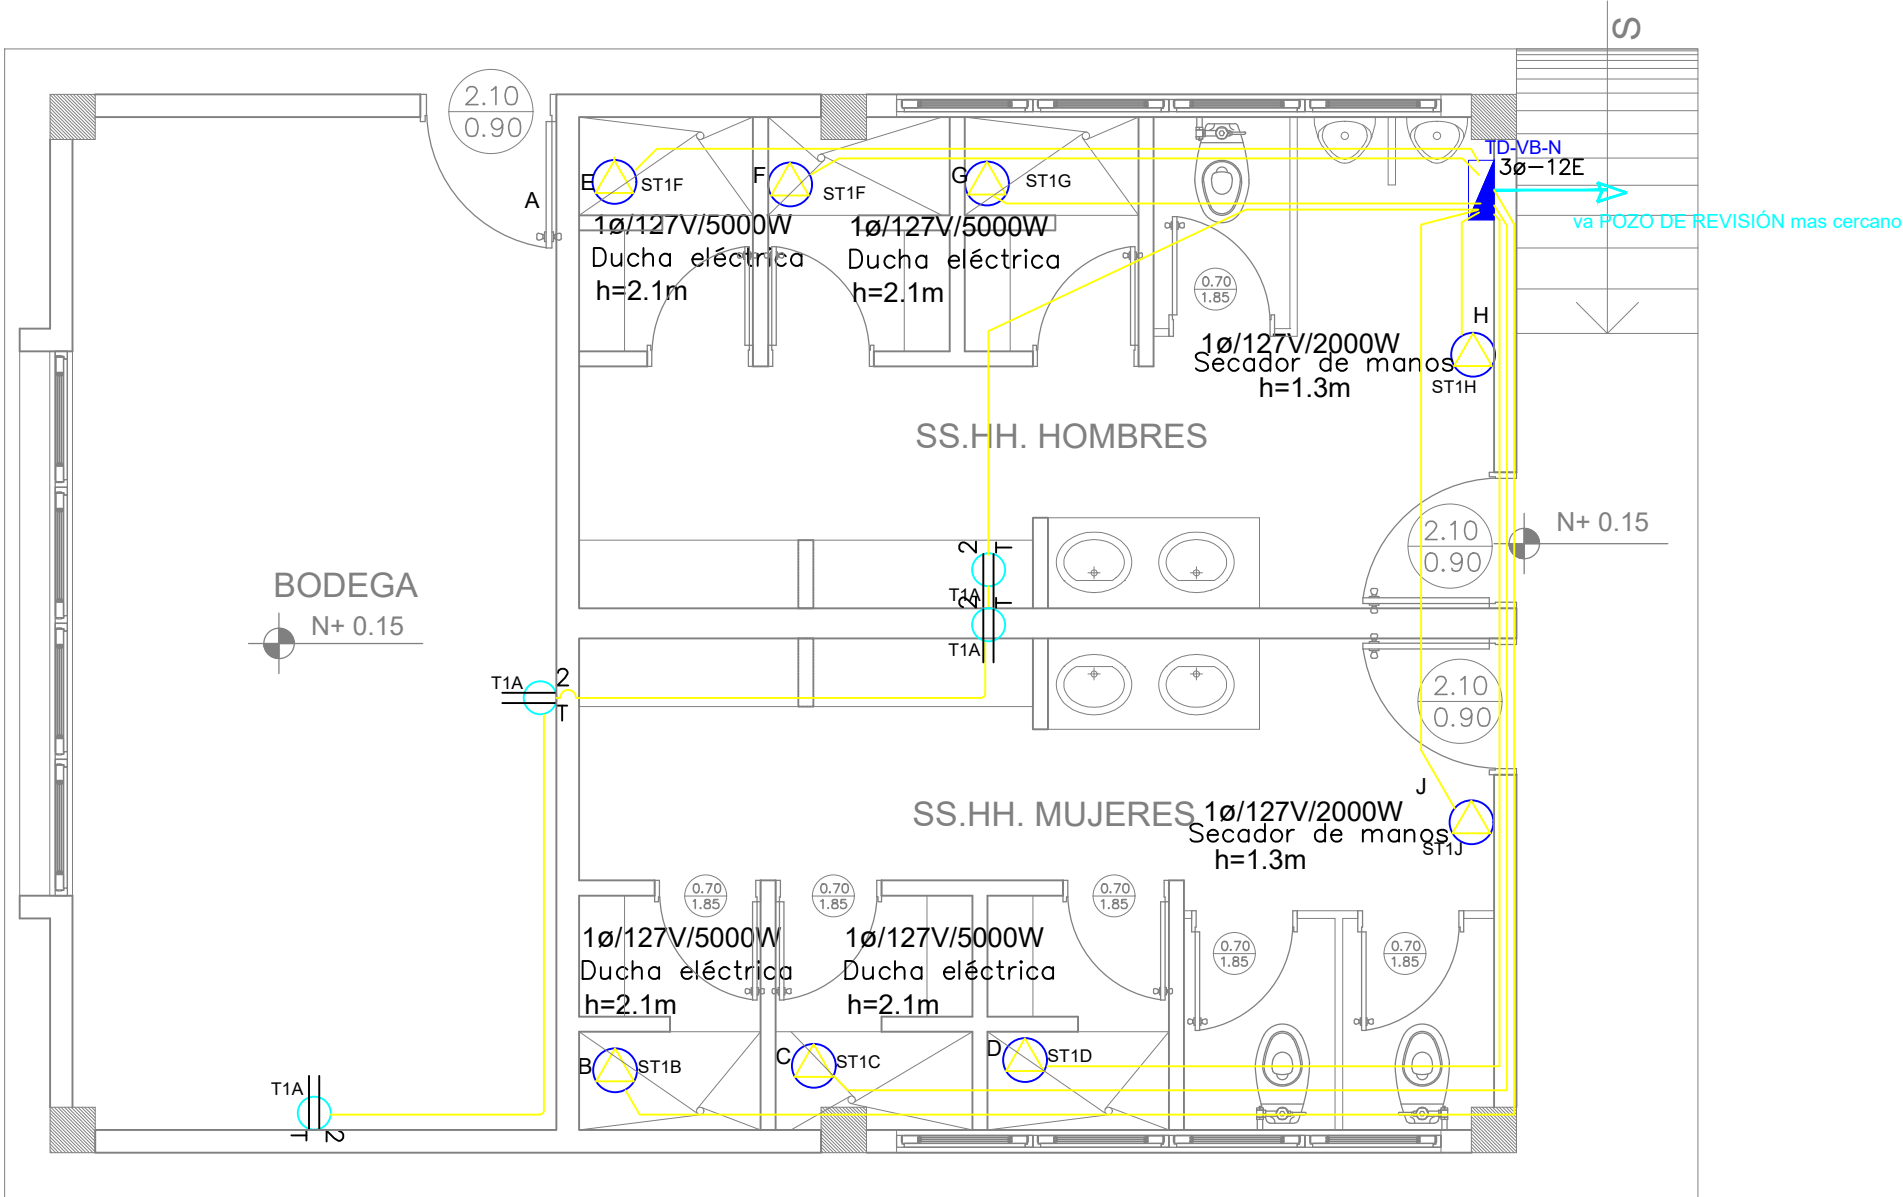 S
2.10
0.90
TD-VB-N
3ø-12E
va POZO DE REVISIÓN mas cercano
A
E
ST1F
F
ST1F
G
ST1G
1ø/127V/5000W
Ducha eléctrica
h=2.1m
1ø/127V/5000W
Ducha eléctrica
h=2.1m
0.70
1.85
H
1ø/127V/2000W
Secador de manos
h=1.3m
ST1H
SS.HH. HOMBRES
2.10
0.90
N+ 0.15
2
T
T1A
2
T
T1A
BODEGA
N+ 0.15
T1A
2
T
2.10
0.90
J
SS.HH. MUJERES
1ø/127V/2000W
Secador de manos
h=1.3m
ST1J
0.70
1.85
0.70
1.85
0.70
1.85
1ø/127V/5000W
Ducha eléctrica
h=2.1m
1ø/127V/5000W
Ducha eléctrica
h=2.1m
0.70
1.85
0.70
1.85
B
ST1B
C
ST1C
D
ST1D
T1A
T
2